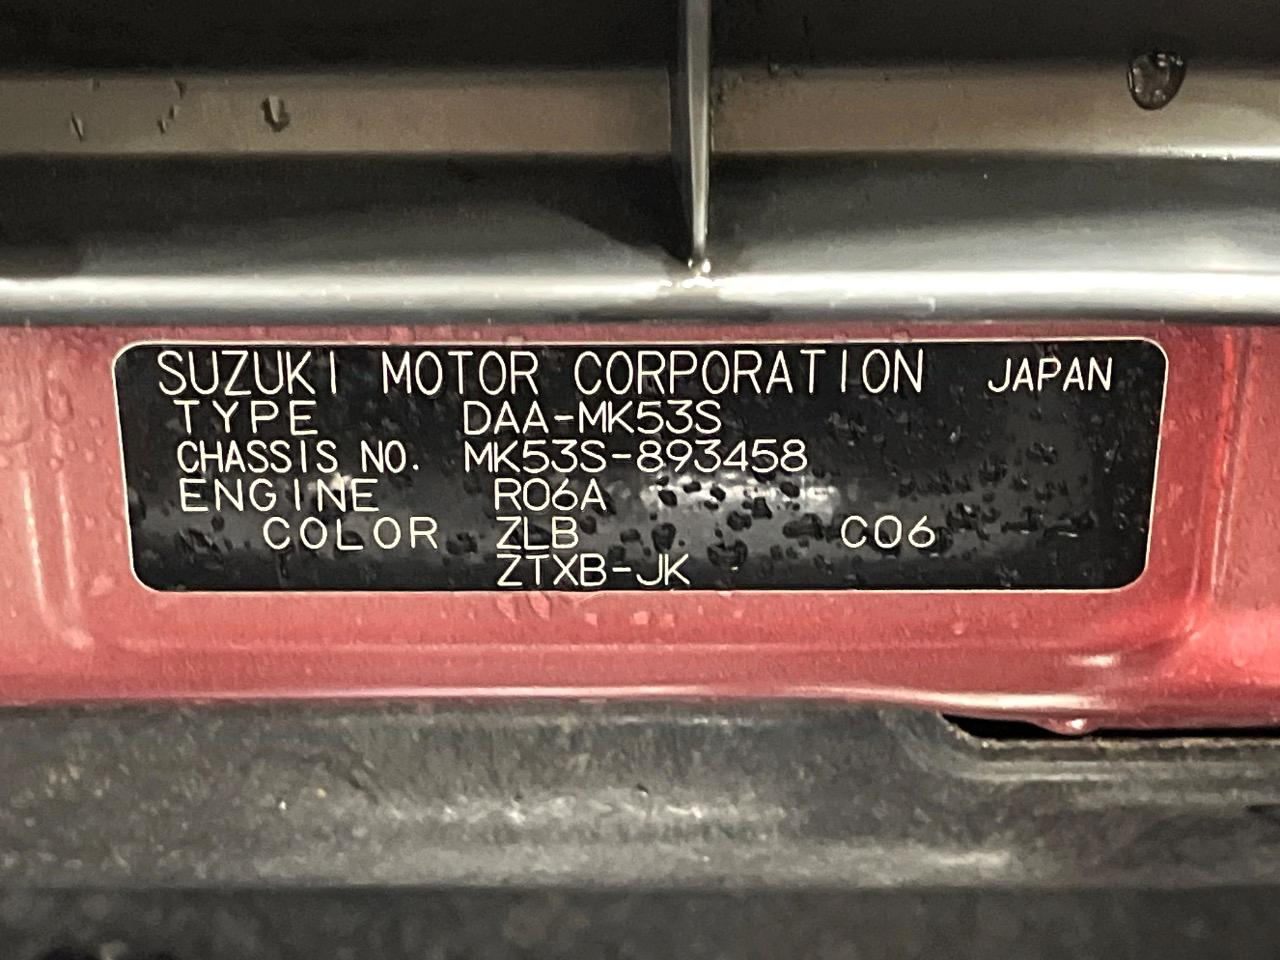 SUZUKI MOTOR CORPORATION JAPAN
TYPE DAA-MK53S
CHASSIS NO. MK53S-893458
ENGINE R06A
COLOR ZLB C06
ZTXB-JK